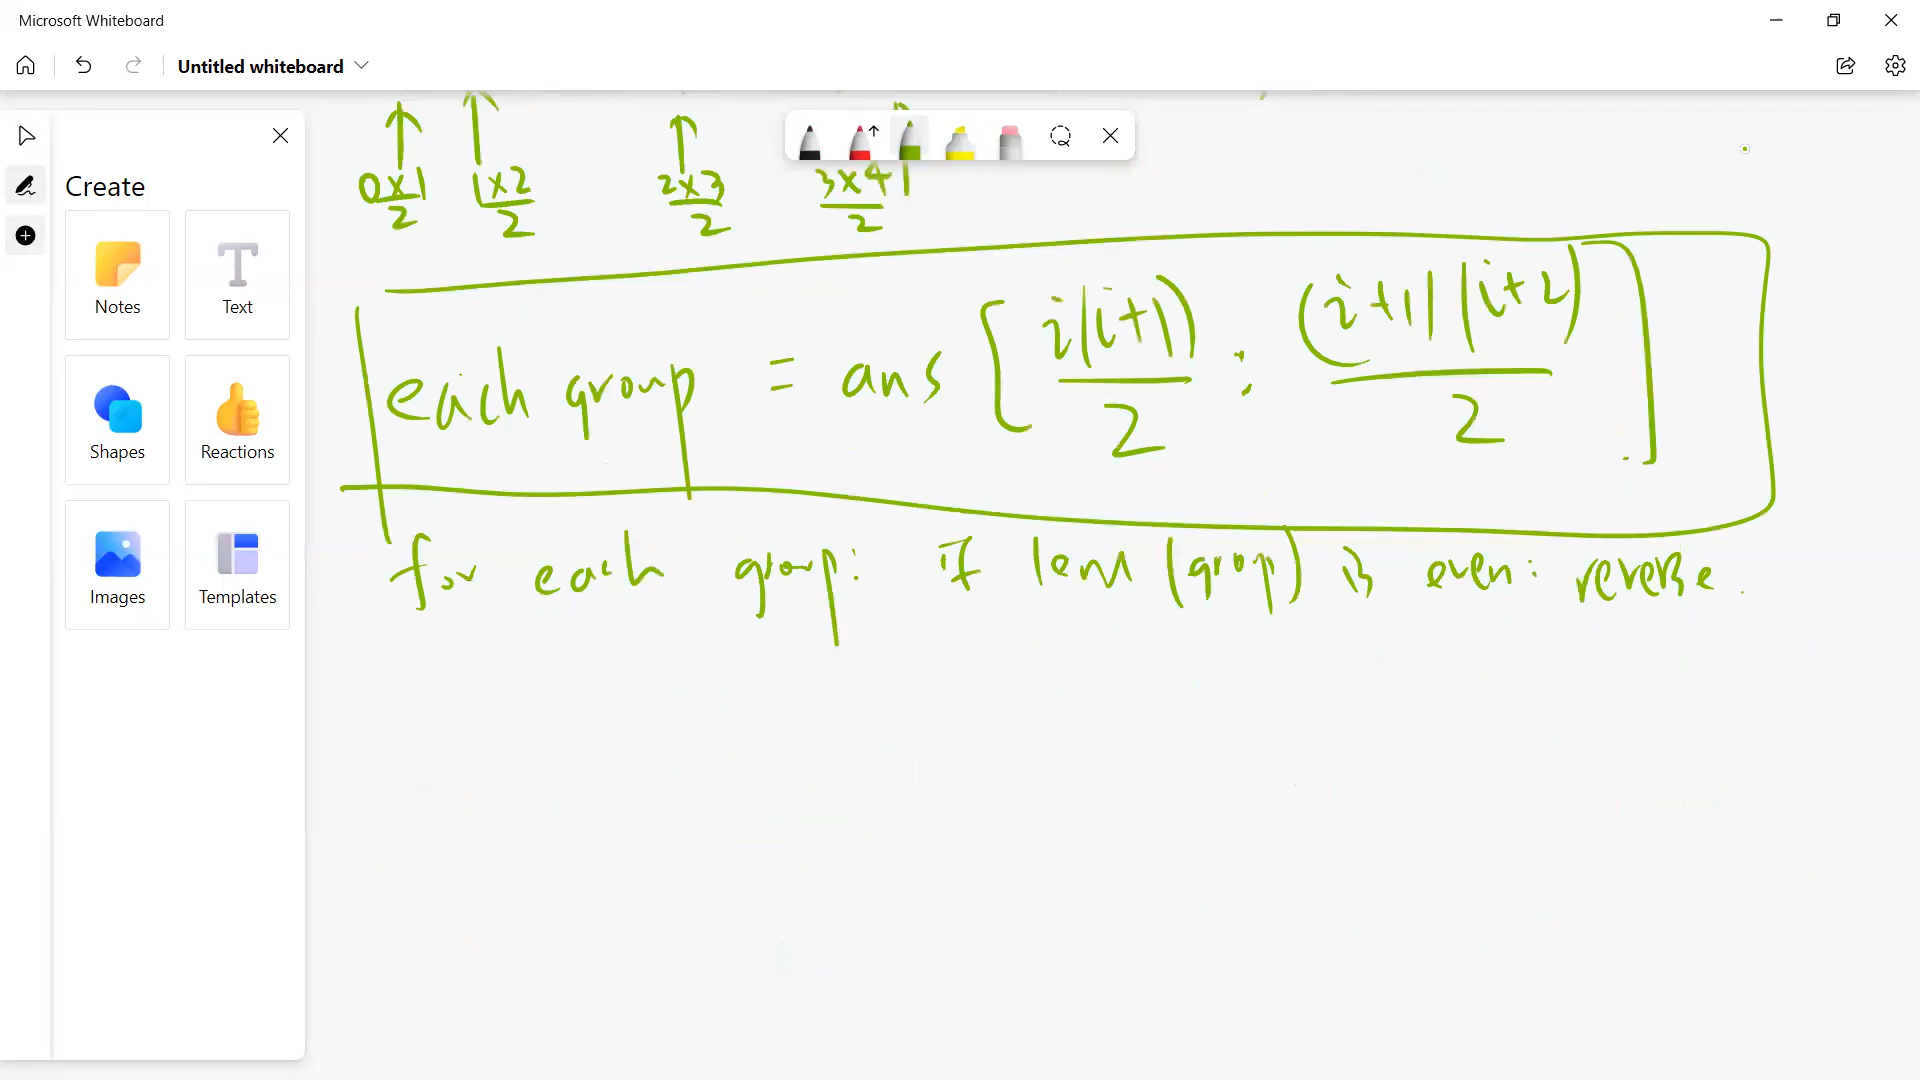 Microsoft Whiteboard
Untitled whiteboard
Create
Notes
Text
Shapes
Reactions
Images
Templates
0x1/2 1x2/2 2x3/2 3x4/2
each group = ans [ i(i+1)/2 : (i+1)(i+2)/2 ]
for each group: if len(group) is even: reverse.